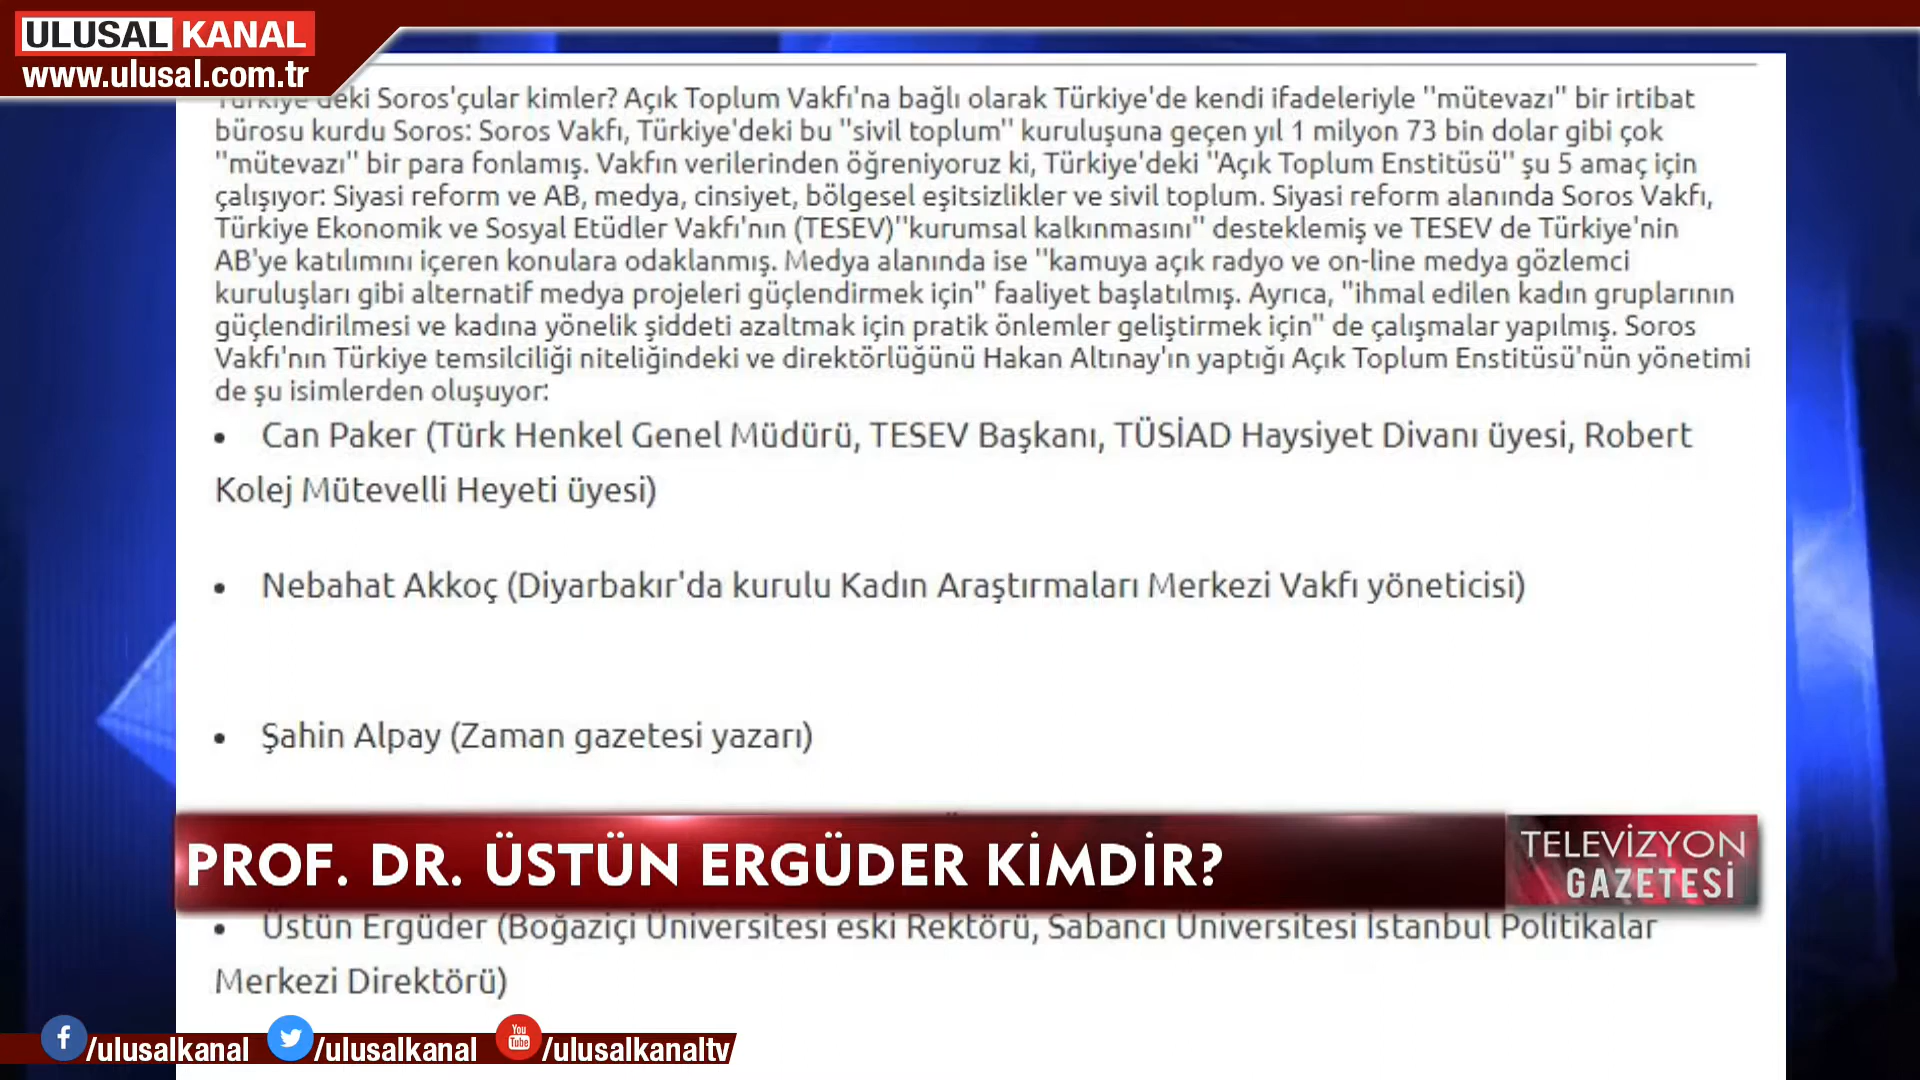 ULUSAL KANAL
www.ulusal.com.tr
Türkiye'deki Soros'çular kimler? Açık Toplum Vakfı'na bağlı olarak Türkiye'de kendi ifadeleriyle "mütevazı" bir irtibat
bürosu kurdu Soros: Soros Vakfı, Türkiye'deki bu "sivil toplum" kuruluşuna geçen yıl 1 milyon 73 bin dolar gibi çok
"mütevazı" bir para fonlamış. Vakfın verilerinden öğreniyoruz ki, Türkiye'deki "Açık Toplum Enstitüsü" şu 5 amaç için
çalışıyor: Siyasi reform ve AB, medya, cinsiyet, bölgesel eşitsizlikler ve sivil toplum. Siyasi reform alanında Soros Vakfı,
Türkiye Ekonomik ve Sosyal Etüdler Vakfı'nın (TESEV)"kurumsal kalkınmasını" desteklemiş ve TESEV de Türkiye'nin
AB'ye katılımını içeren konulara odaklanmış. Medya alanında ise "kamuya açık radyo ve on-line medya gözlemci
kuruluşları gibi alternatif medya projeleri güçlendirmek için" faaliyet başlatılmış. Ayrıca, "ihmal edilen kadın gruplarının
güçlendirilmesi ve kadına yönelik şiddeti azaltmak için pratik önlemler geliştirmek için" de çalışmalar yapılmış. Soros
Vakfı'nın Türkiye temsilciliği niteliğindeki ve direktörlüğünü Hakan Altınay'ın yaptığı Açık Toplum Enstitüsü'nün yönetimi
de şu isimlerden oluşuyor:
• Can Paker (Türk Henkel Genel Müdürü, TESEV Başkanı, TÜSİAD Haysiyet Divanı üyesi, Robert
Kolej Mütevelli Heyeti üyesi)
• Nebahat Akkoç (Diyarbakır'da kurulu Kadın Araştırmaları Merkezi Vakfı yöneticisi)
• Şahin Alpay (Zaman gazetesi yazarı)
PROF. DR. ÜSTÜN ERGÜDER KİMDİR?
TELEVİZYON
GAZETESİ
• Üstün Ergüder (Boğaziçi Üniversitesi eski Rektörü, Sabancı Üniversitesi İstanbul Politikalar
Merkezi Direktörü)
f /ulusalkanal /ulusalkanal You Tube /ulusalkanaltv